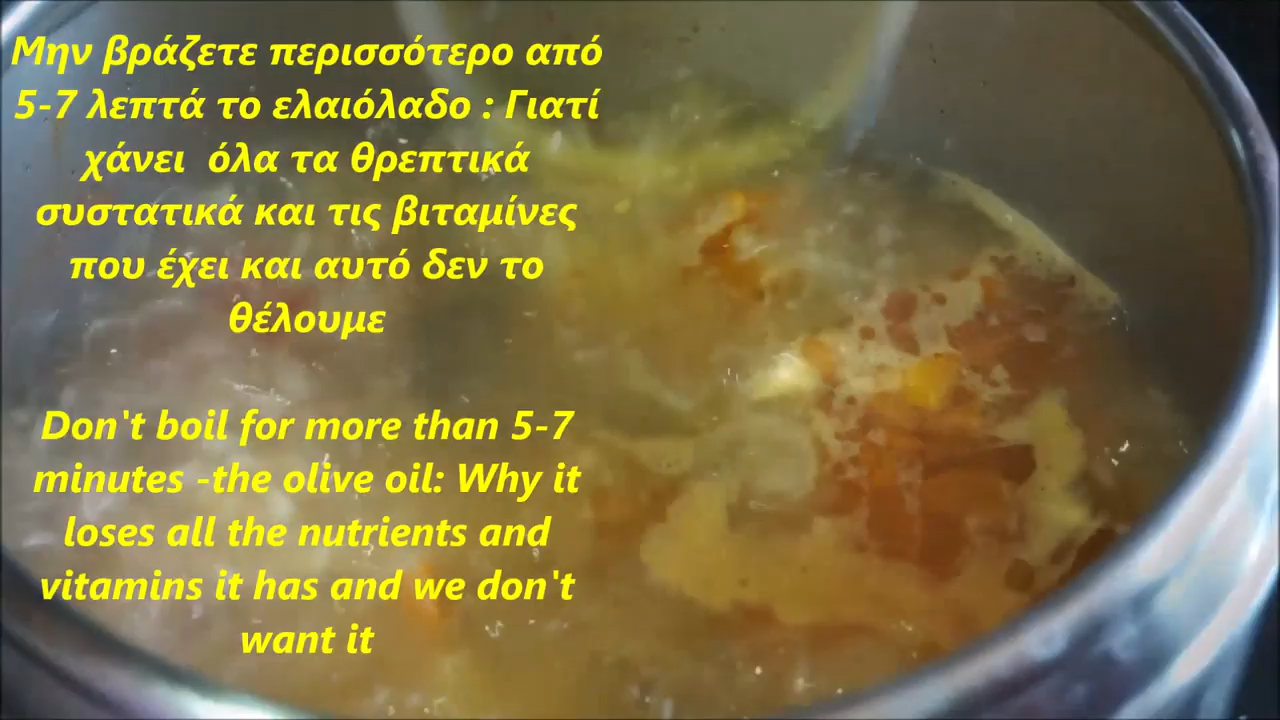 Μην βράζετε περισσότερο από
5-7 λεπτά το ελαιόλαδο : Γιατί
χάνει όλα τα θρεπτικά
συστατικά και τις βιταμίνες
που έχει και αυτό δεν το
θέλουμε
Don't boil for more than 5-7
minutes -the olive oil: Why it
loses all the nutrients and
vitamins it has and we don't
want it